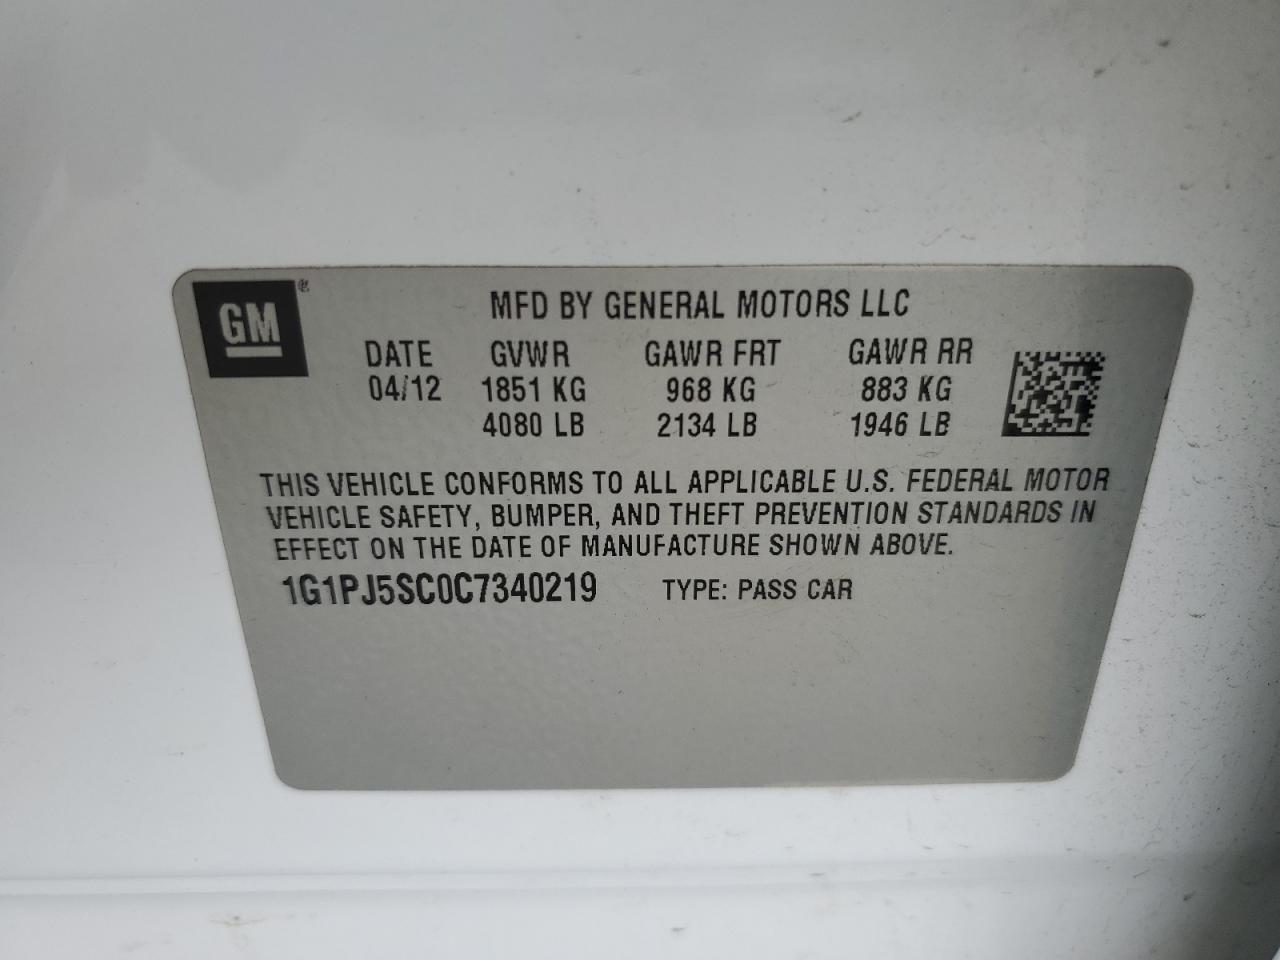 GM
MFD BY GENERAL MOTORS LLC
DATE GVWR GAWR FRT GAWR RR
04/12 1851 KG 968 KG 883 KG
4080 LB 2134 LB 1946 LB
THIS VEHICLE CONFORMS TO ALL APPLICABLE U.S. FEDERAL MOTOR
VEHICLE SAFETY, BUMPER, AND THEFT PREVENTION STANDARDS IN
EFFECT ON THE DATE OF MANUFACTURE SHOWN ABOVE.
1G1PJ5SC0C7340219 TYPE: PASS CAR